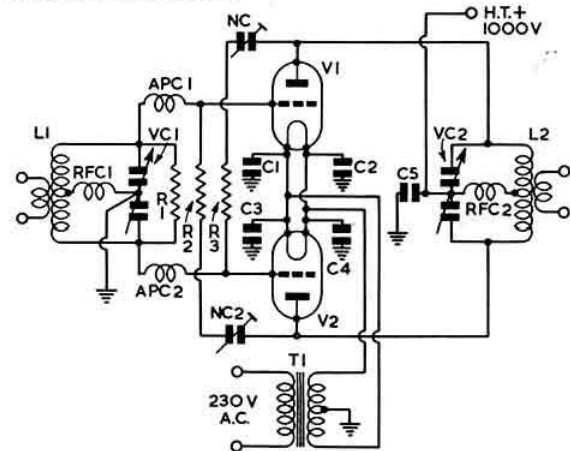 NC
H.T.+
1000V
V1
APC1
L1
VC1
RFC1
C1
C2
VC2
L2
C5
RFC2
R
1
R
2
R
3
C3
C4
APC2
NC2
V2
T1
230V
A.C.